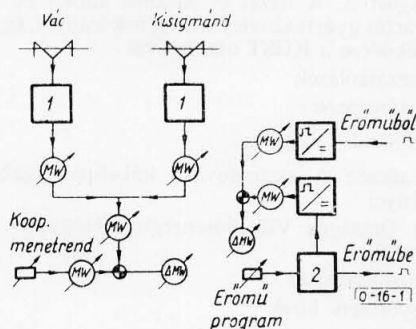 Vác Kisigmánd
1 1
MW MW
MW
Koop.
menetrend
MW
ΔMW
Erőműből
MW
MW
ΔMW
Erőmű
program
2
Erőműbe
0-16-1